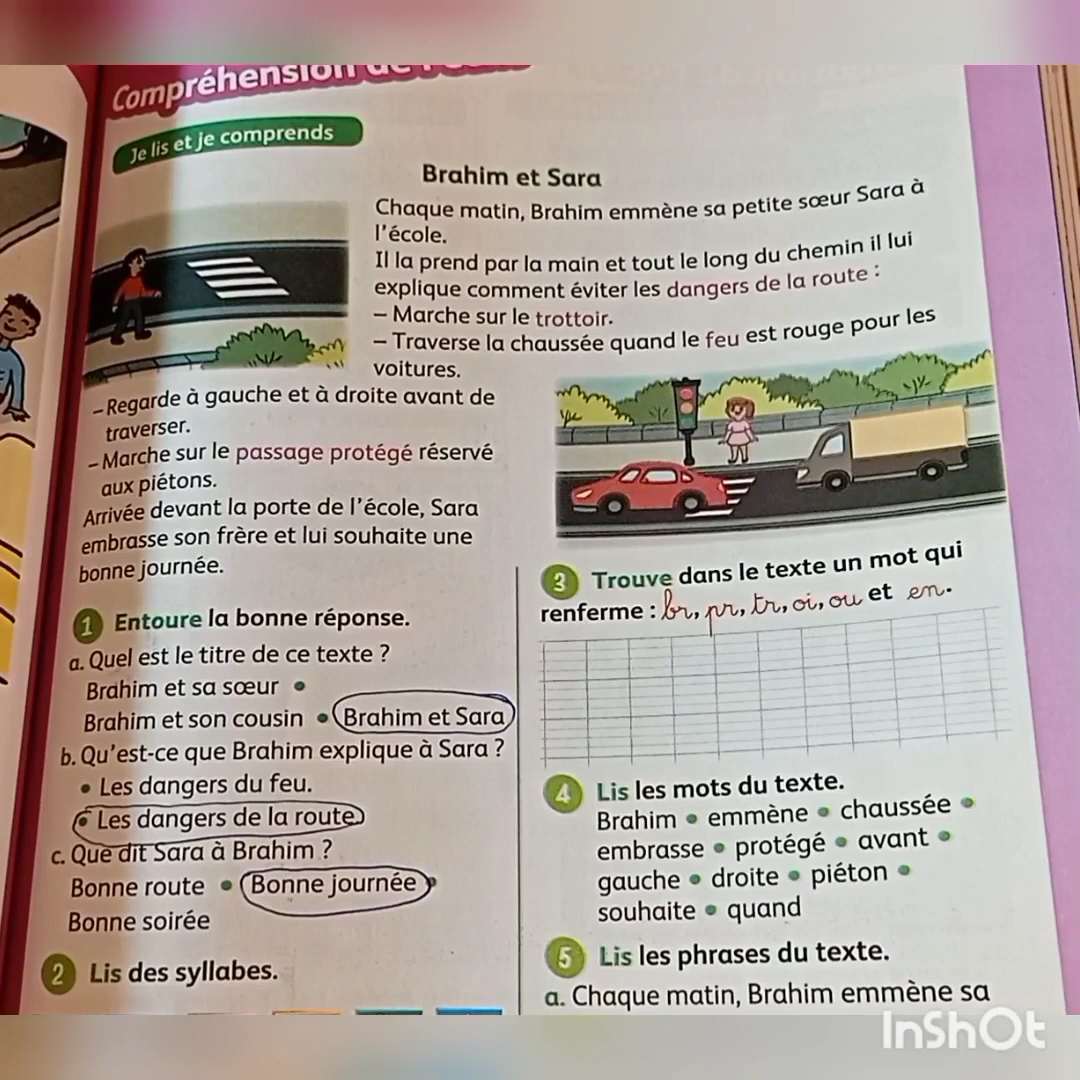 Compréhension
Je lis et je comprends
Brahim et Sara
Chaque matin, Brahim emmène sa petite sœur Sara à
l'école.
Il la prend par la main et tout le long du chemin il lui
explique comment éviter les dangers de la route :
– Marche sur le trottoir.
– Traverse la chaussée quand le feu est rouge pour les
voitures.
– Regarde à gauche et à droite avant de
traverser.
– Marche sur le passage protégé réservé
aux piétons.
Arrivée devant la porte de l'école, Sara
embrasse son frère et lui souhaite une
bonne journée.
1 Entoure la bonne réponse.
a. Quel est le titre de ce texte ?
Brahim et sa sœur •
Brahim et son cousin • Brahim et Sara
b. Qu'est-ce que Brahim explique à Sara ?
• Les dangers du feu.
• Les dangers de la route
c. Que dit Sara à Brahim ?
Bonne route • Bonne journée •
Bonne soirée
2 Lis des syllabes.
3 Trouve dans le texte un mot qui
renferme : br, pr, tr, oi, ou et en.
4 Lis les mots du texte.
Brahim • emmène • chaussée •
embrasse • protégé • avant •
gauche • droite • piéton •
souhaite • quand
5 Lis les phrases du texte.
a. Chaque matin, Brahim emmène sa
InShOt